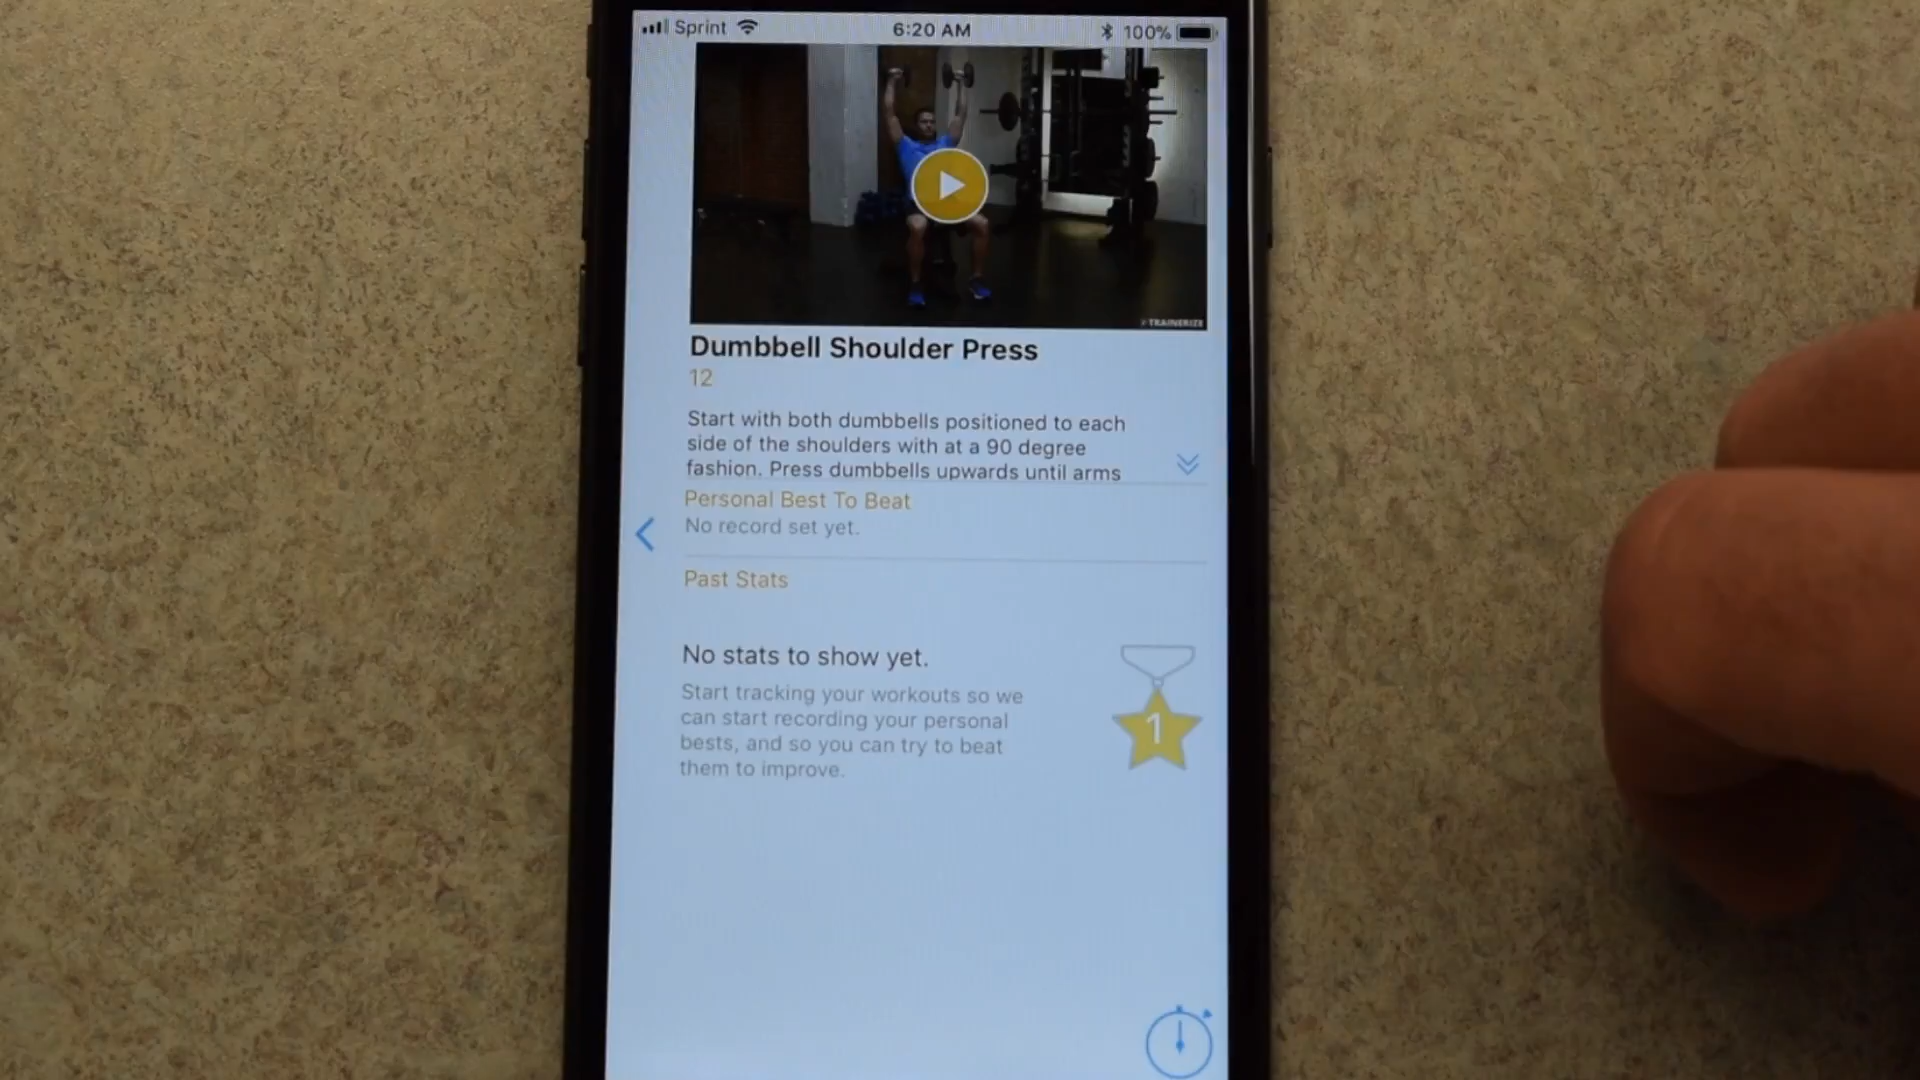 Sprint
6:20 AM
100%
TRAINERIZE
Dumbbell Shoulder Press
12
Start with both dumbbells positioned to each
side of the shoulders with at a 90 degree
fashion. Press dumbbells upwards until arms
Personal Best To Beat
No record set yet.
Past Stats
No stats to show yet.
Start tracking your workouts so we
can start recording your personal
bests, and so you can try to beat
them to improve.
1